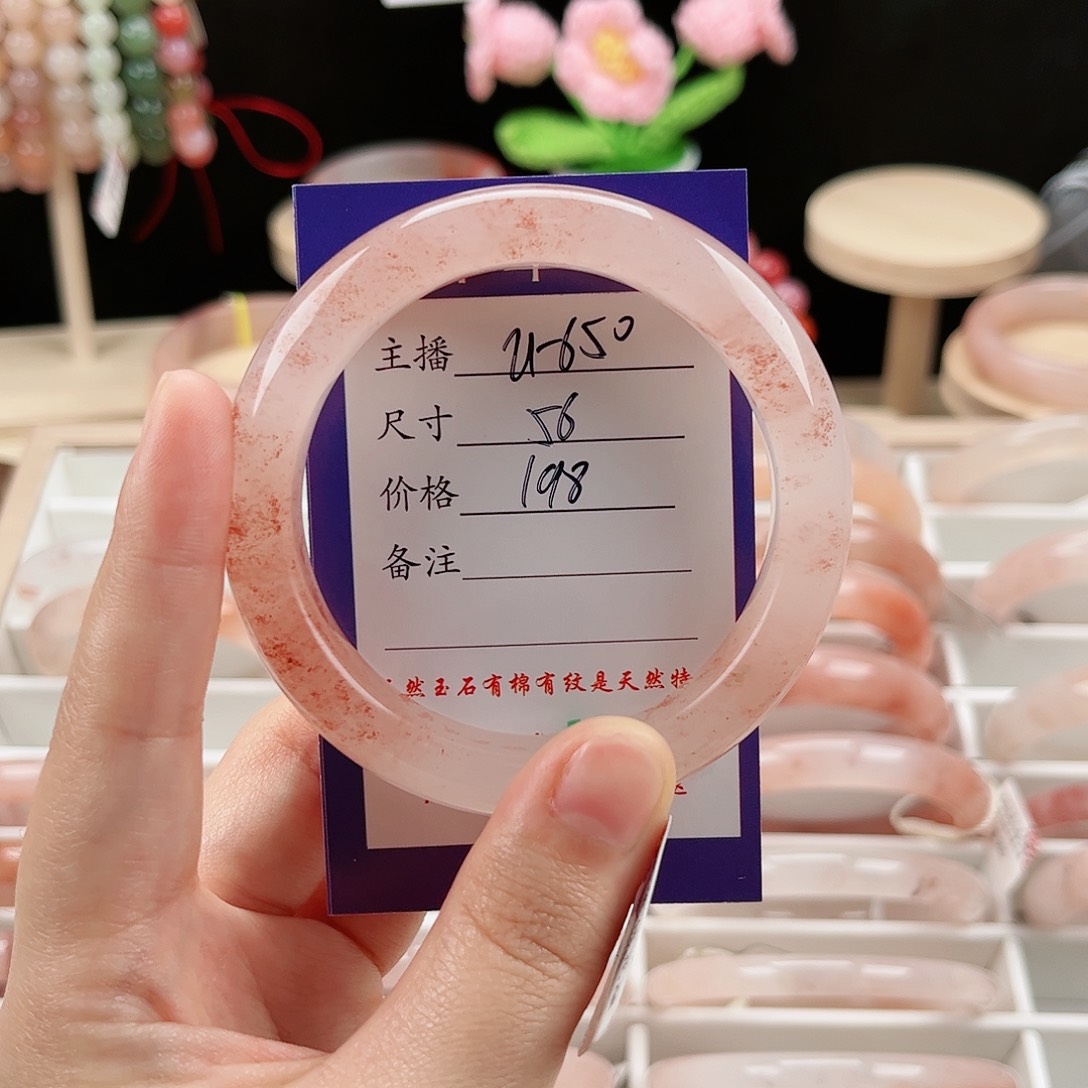 主播 U-650
尺寸 56
价格 198
备注
然玉石有棉有纹是天然特